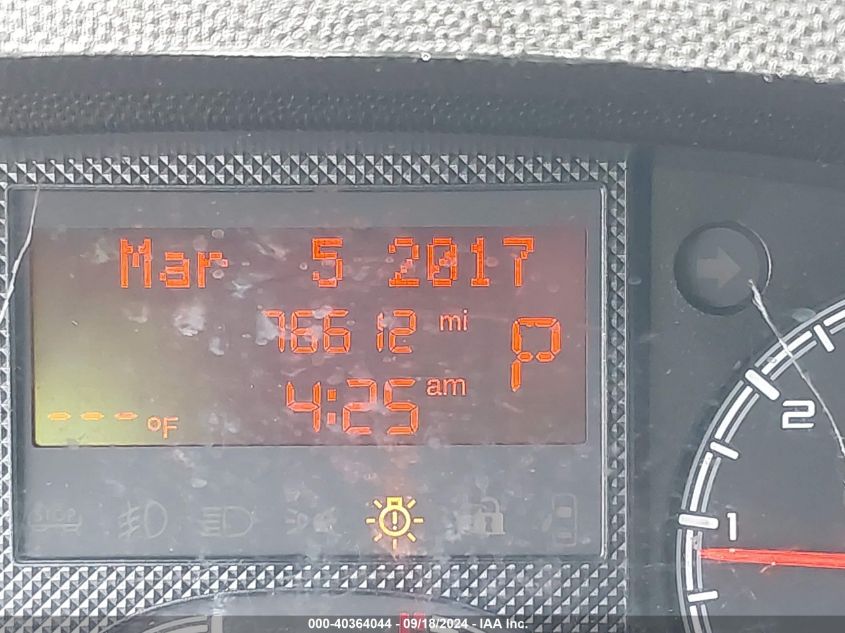 Mar 5 2017
76612 mi
P
4:25 am
---°F
2
1
000-40364044 - 09/18/2024 - IAA Inc.